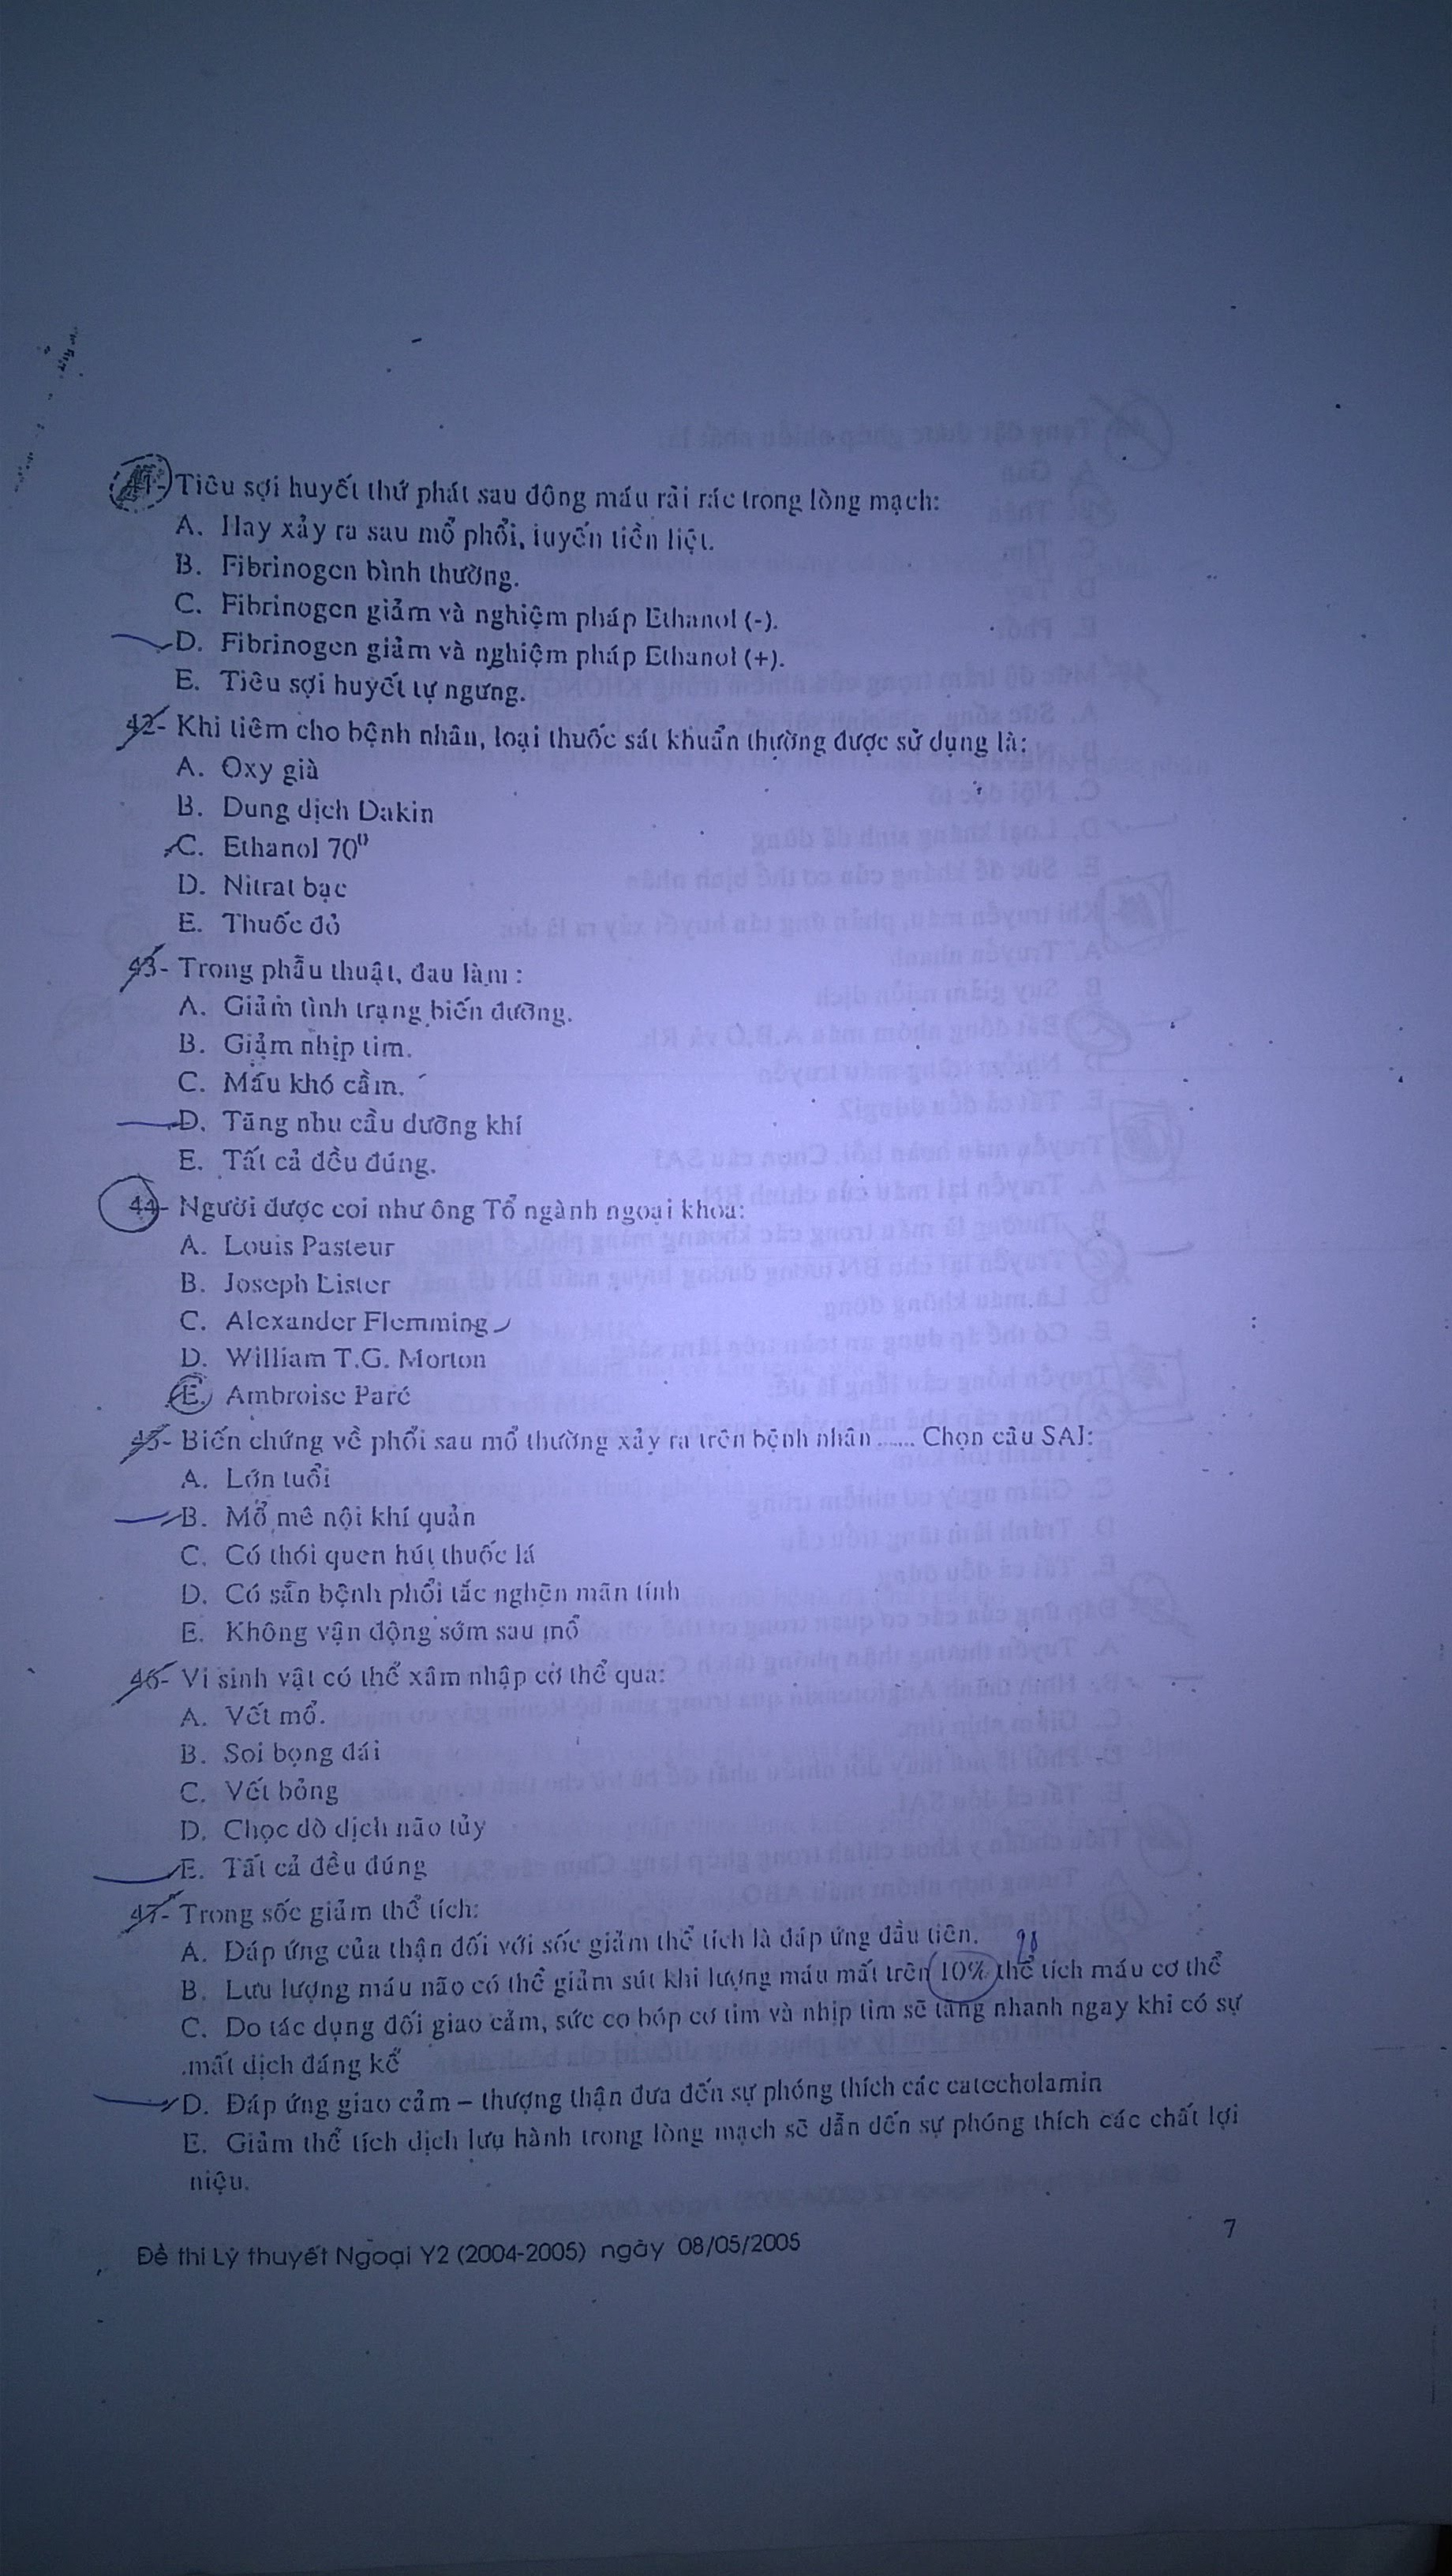 41- Tiêu sợi huyết thứ phát sau đông máu rải rác trong lòng mạch:
A. Hay xảy ra sau mổ phổi, tuyến tiền liệt.
B. Fibrinogen bình thường.
C. Fibrinogen giảm và nghiệm pháp Ethanol (-).
D. Fibrinogen giảm và nghiệm pháp Ethanol (+).
E. Tiêu sợi huyết tự ngưng.
42- Khi tiêm cho bệnh nhân, loại thuốc sát khuẩn thường được sử dụng là:
A. Oxy già
B. Dung dịch Dakin
C. Ethanol 70⁰
D. Nitrat bạc
E. Thuốc đỏ
43- Trong phẫu thuật, đau làm :
A. Giảm tình trạng biến dưỡng.
B. Giảm nhịp tim.
C. Máu khó cầm.
D. Tăng nhu cầu dưỡng khí
E. Tất cả đều đúng.
44- Người được coi như ông Tổ ngành ngoại khoa:
A. Louis Pasteur
B. Joseph Lister
C. Alexander Flemming
D. William T.G. Morton
E. Ambroise Paré
45- Biến chứng về phổi sau mổ thường xảy ra trên bệnh nhân ...... Chọn câu SAI:
A. Lớn tuổi
B. Mổ mê nội khí quản
C. Có thói quen hút thuốc lá
D. Có sẵn bệnh phổi tắc nghẽn mãn tính
E. Không vận động sớm sau mổ
46- Vi sinh vật có thể xâm nhập cơ thể qua:
A. Vết mổ.
B. Soi bọng đái
C. Vết bỏng
D. Chọc dò dịch não tủy
E. Tất cả đều đúng
47- Trong sốc giảm thể tích:
A. Đáp ứng của thận đối với sốc giảm thể tích là đáp ứng đầu tiên.
B. Lưu lượng máu não có thể giảm sút khi lượng máu mất trên 10% thể tích máu cơ thể
C. Do tác dụng đối giao cảm, sức co bóp cơ tim và nhịp tim sẽ tăng nhanh ngay khi có sự
mất dịch đáng kể
D. Đáp ứng giao cảm – thượng thận đưa đến sự phóng thích các catecholamin
E. Giảm thể tích dịch lưu hành trong lòng mạch sẽ dẫn đến sự phóng thích các chất lợi
niệu.
Đề thi Lý thuyết Ngoại Y2 (2004-2005) ngày 08/05/2005
7